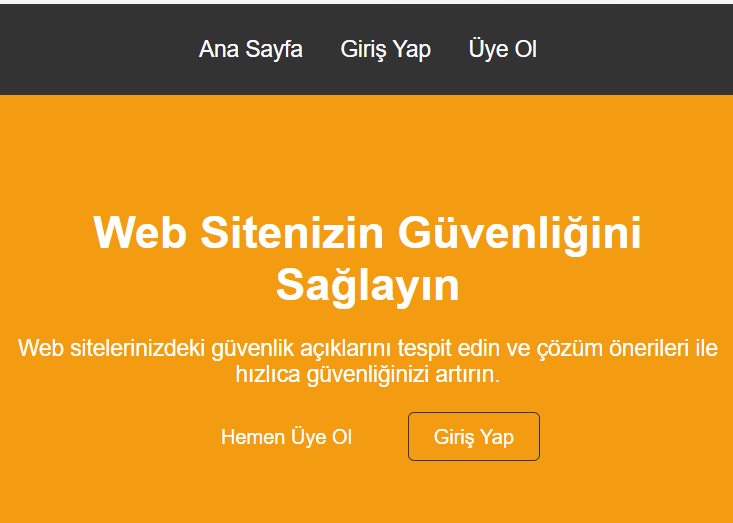 Ana Sayfa Giriş Yap Üye Ol
Web Sitenizin Güvenliğini
Sağlayın
Web sitelerinizdeki güvenlik açıklarını tespit edin ve çözüm önerileri ile
hızlıca güvenliğinizi artırın.
Hemen Üye Ol Giriş Yap